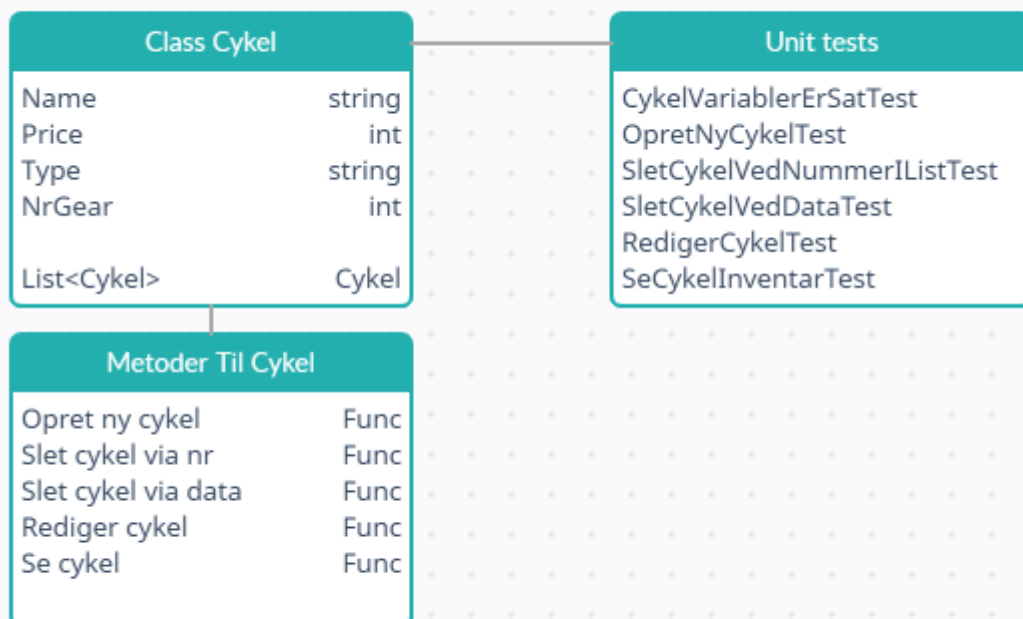 Class Cykel
Name string
Price int
Type string
NrGear int
List<Cykel> Cykel
Unit tests
CykelVariablerErSatTest
OpretNyCykelTest
SletCykelVedNummerIListTest
SletCykelVedDataTest
RedigerCykelTest
SeCykelInventarTest
Metoder Til Cykel
Opret ny cykel Func
Slet cykel via nr Func
Slet cykel via data Func
Rediger cykel Func
Se cykel Func